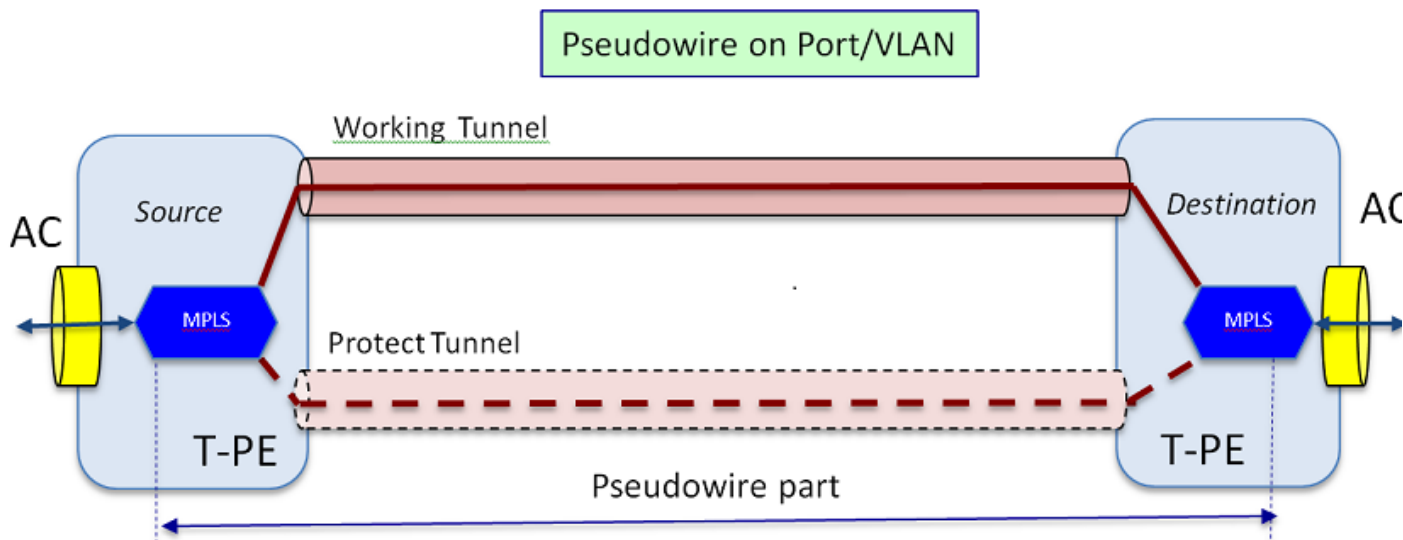 Pseudowire on Port/VLAN
Working Tunnel
Source
Destination
AC
AC
MPLS
MPLS
Protect Tunnel
T-PE
T-PE
Pseudowire part